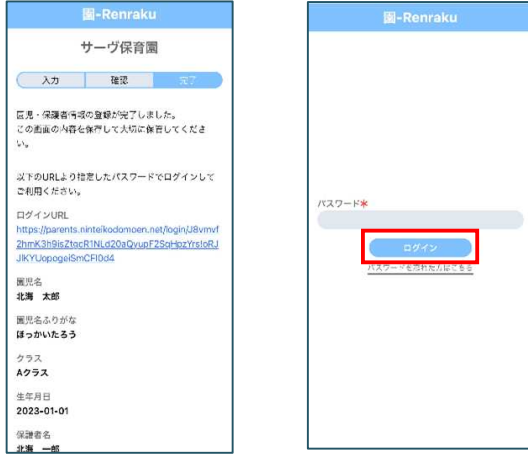 園-Renraku
サーヴ保育園
入力
確認
完了
園児・保護者情報の登録が完了しました。
この画面の内容を保存して大切に保管してくださ
い。
以下のURLより指定したパスワードでログインして
ご利用ください。
ログインURL
https://parents.ninteikodomoen.net/login/J8vmvf
園児名
北海 太郎
園児名ふりがな
ほっかいたろう
クラス
Aクラス
生年月日
2023-01-01
保護者名
北海 一郎
園-Renraku
パスワード*
ログイン
パスワードを忘れた方はこちら